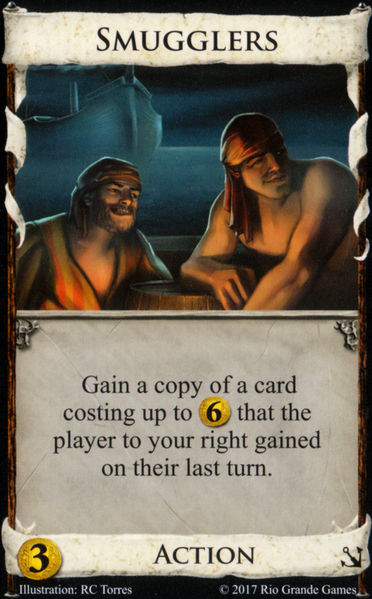 SMUGGLERS
Gain a copy of a card
costing up to 6 that the
player to your right gained
on their last turn.
3 ACTION
Illustration: RC Torres © 2017 Rio Grande Games